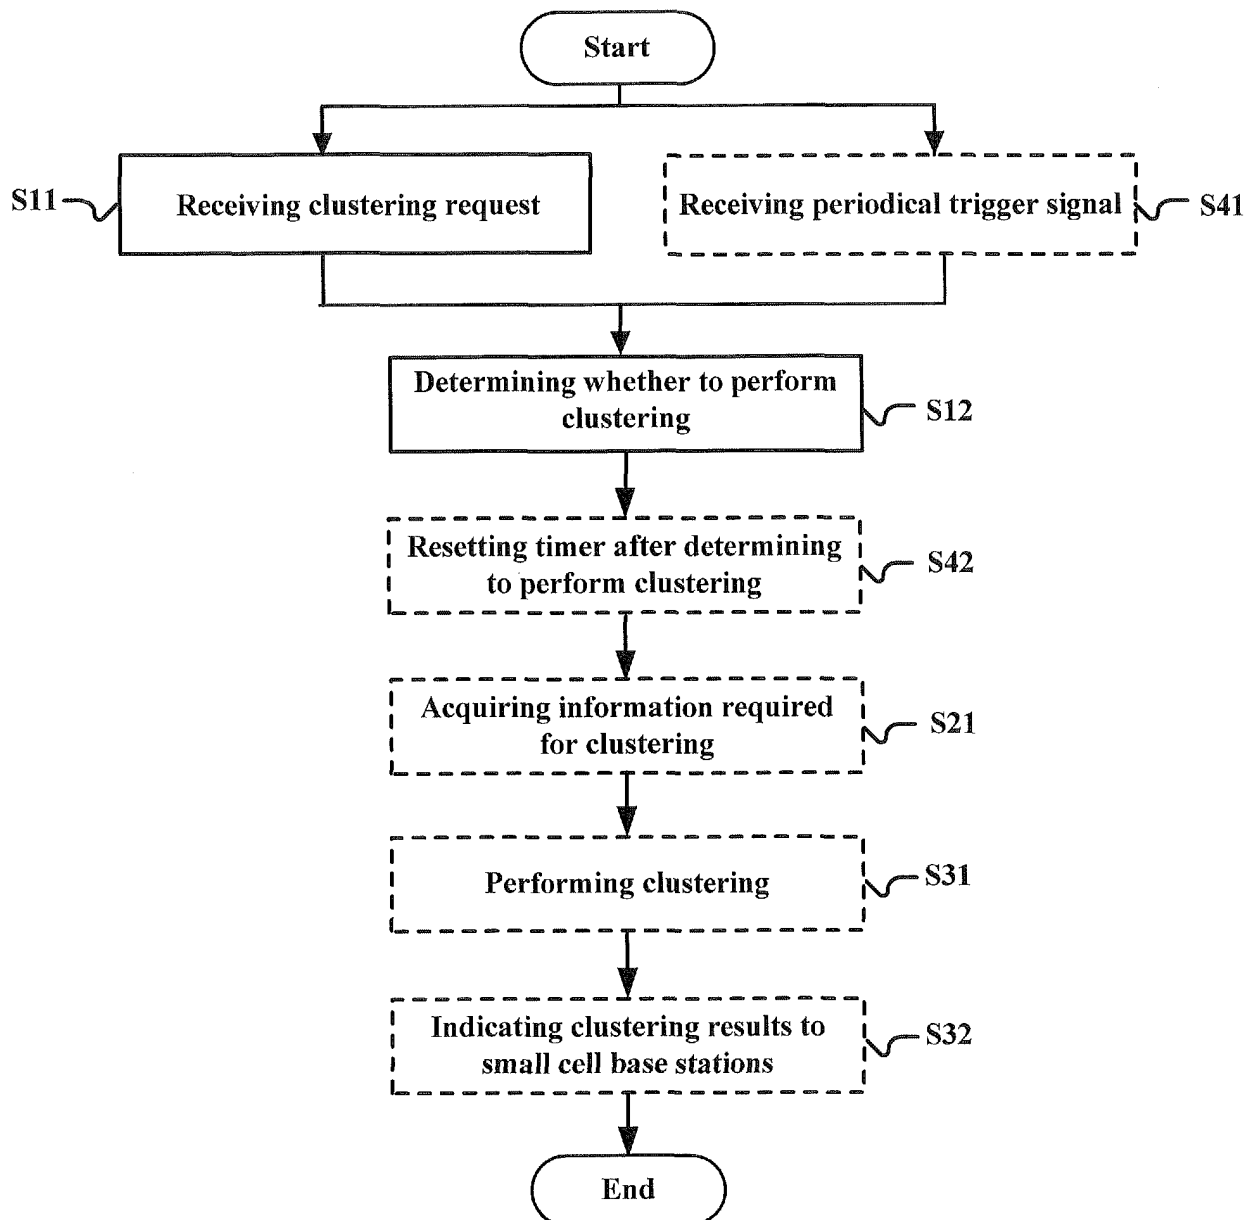 Start
S11
Receiving clustering request
Receiving periodical trigger signal
S41
Determining whether to perform
clustering
S12
Resetting timer after determining
to perform clustering
S42
Acquiring information required
for clustering
S21
Performing clustering
S31
Indicating clustering results to
small cell base stations
S32
End